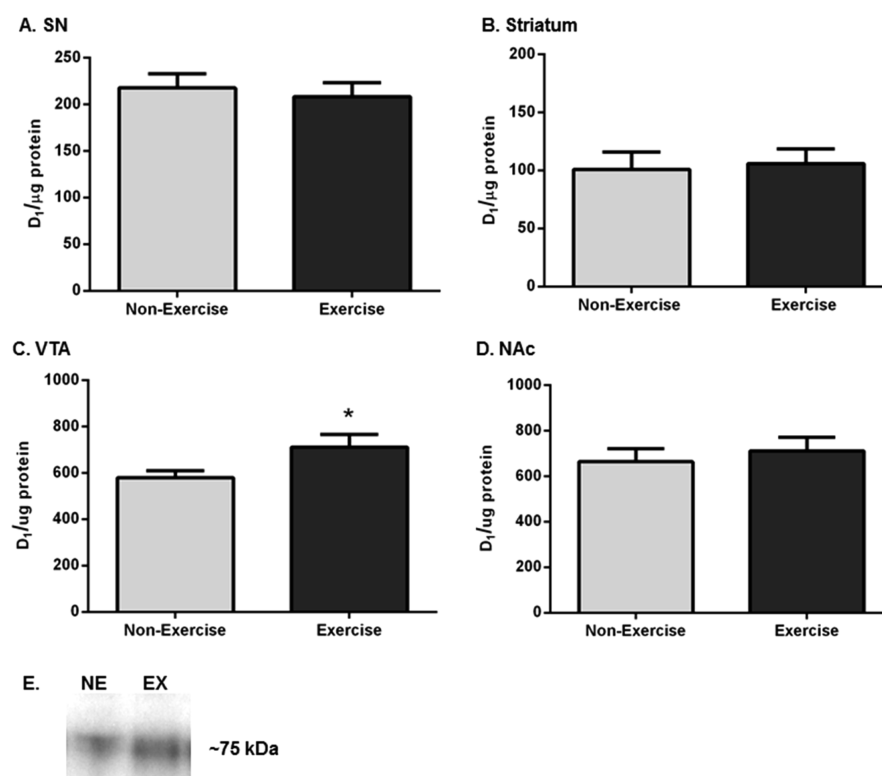 A. SN
250
200
150
100
50
0
D₁/μg protein
Non-Exercise
Exercise
B. Striatum
200
150
100
50
0
D₁/μg protein
Non-Exercise
Exercise
C. VTA
1000
800
600
400
200
0
D₁/ug protein
*
Non-Exercise
Exercise
D. NAc
1000
800
600
400
200
0
D₁/ug protein
Non-Exercise
Exercise
E. NE EX
~75 kDa